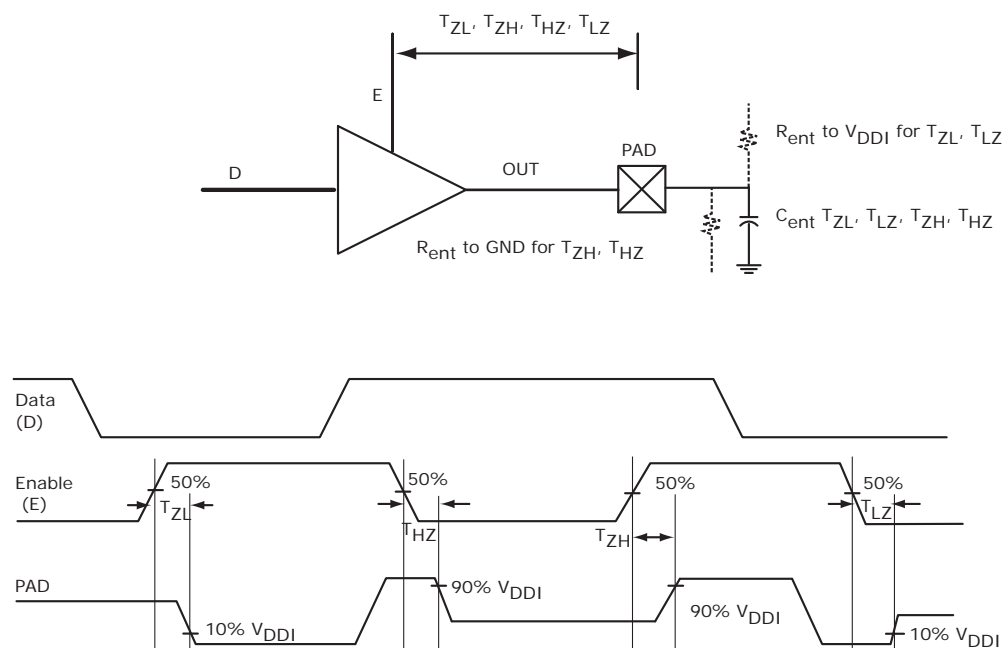 TZL, TZH, THZ, TLZ
E
D
OUT
PAD
Rent to VDDI for TZL, TLZ
Cent TZL, TLZ, TZH, THZ
Rent to GND for TZH, THZ
Data
(D)
Enable
(E)
50%
50%
50%
50%
TZL
THZ
TZH
TLZ
PAD
10% VDDI
90% VDDI
90% VDDI
10% VDDI